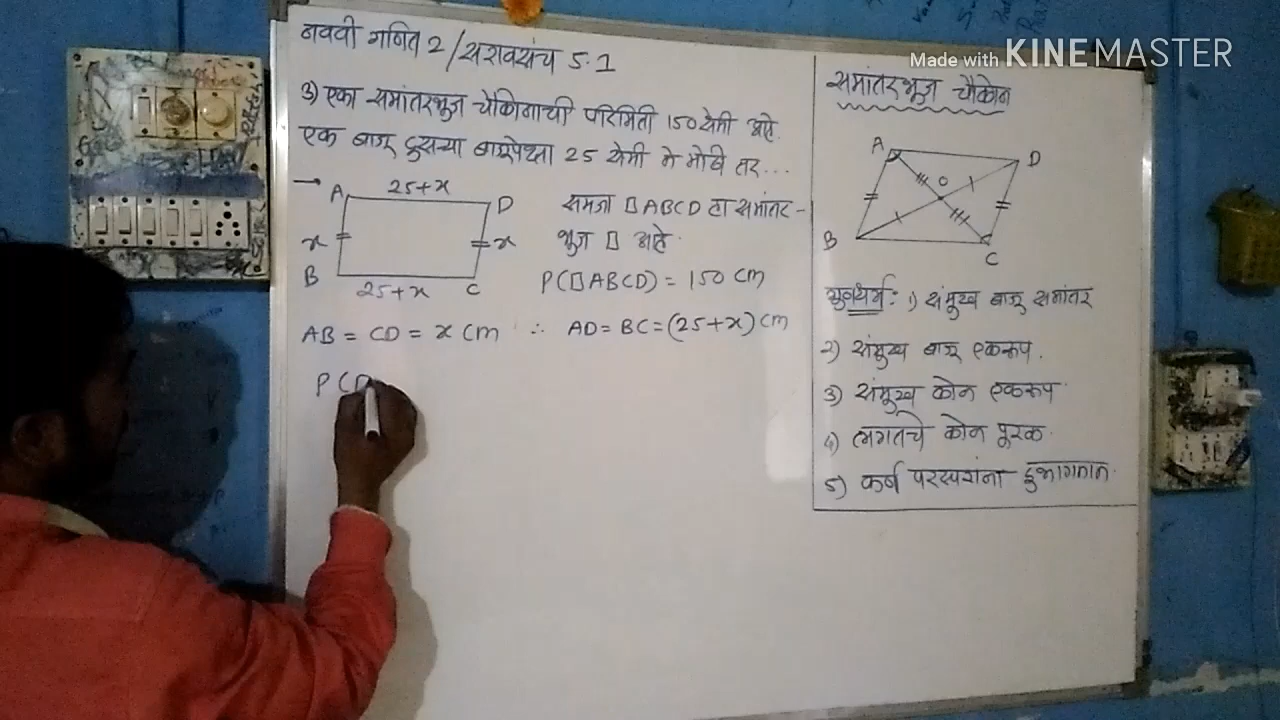 नववी गणित 2 / सरावसंच 5.1
3) एका समांतरभुज चौकोनाची परिमिती 150 सेमी आहे.
एक बाजू दुसऱ्या बाजूपेक्षा 25 सेमी ने मोठी तर...
→ A 25+x D
x x
B 25+x C
समजा □ABCD हा समांतर-
भुज □ आहे.
P(□ABCD) = 150 cm
AB = CD = x cm ∴ AD = BC = (25+x) cm
P(□
Made with KINEMASTER
समांतरभुज चौकोन
A D
O
B C
गुणधर्म: 1) संमुख बाजू समांतर
2) संमुख बाजू एकरूप.
3) संमुख कोन एकरूप.
4) लगतचे कोन पूरक.
5) कर्ण परस्परांना दुभागतात.